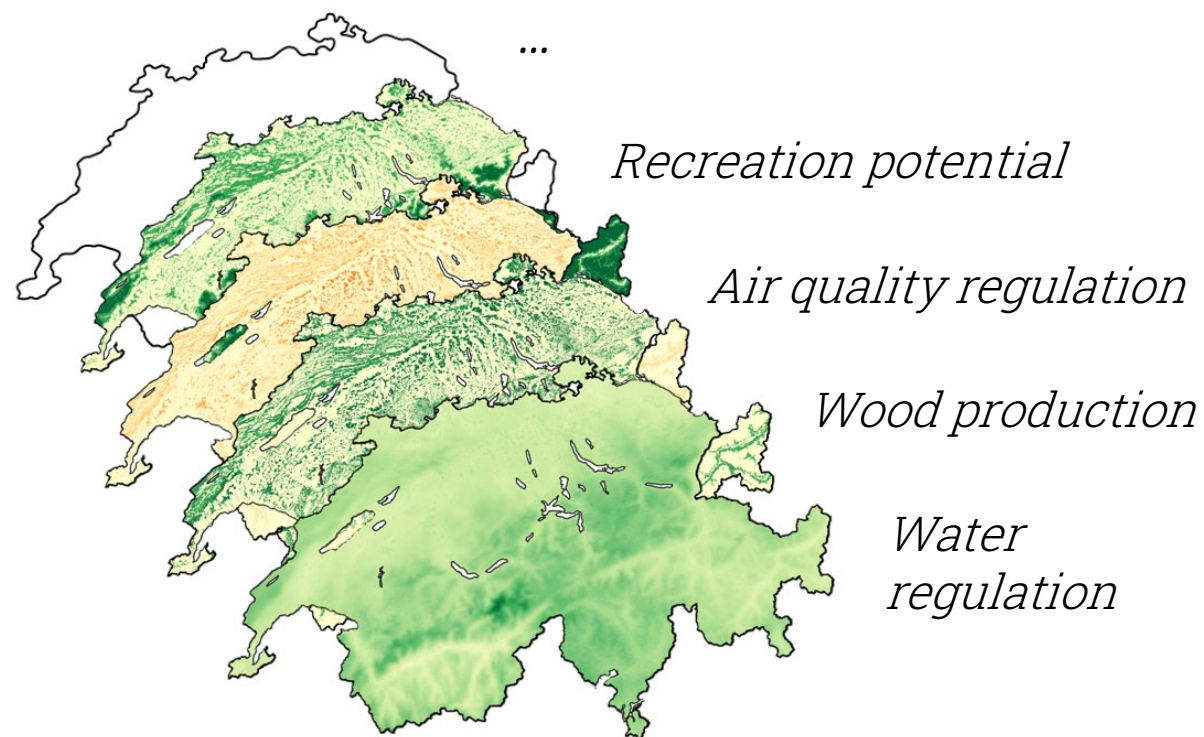 ...
Recreation potential
Air quality regulation
Wood production
Water
regulation